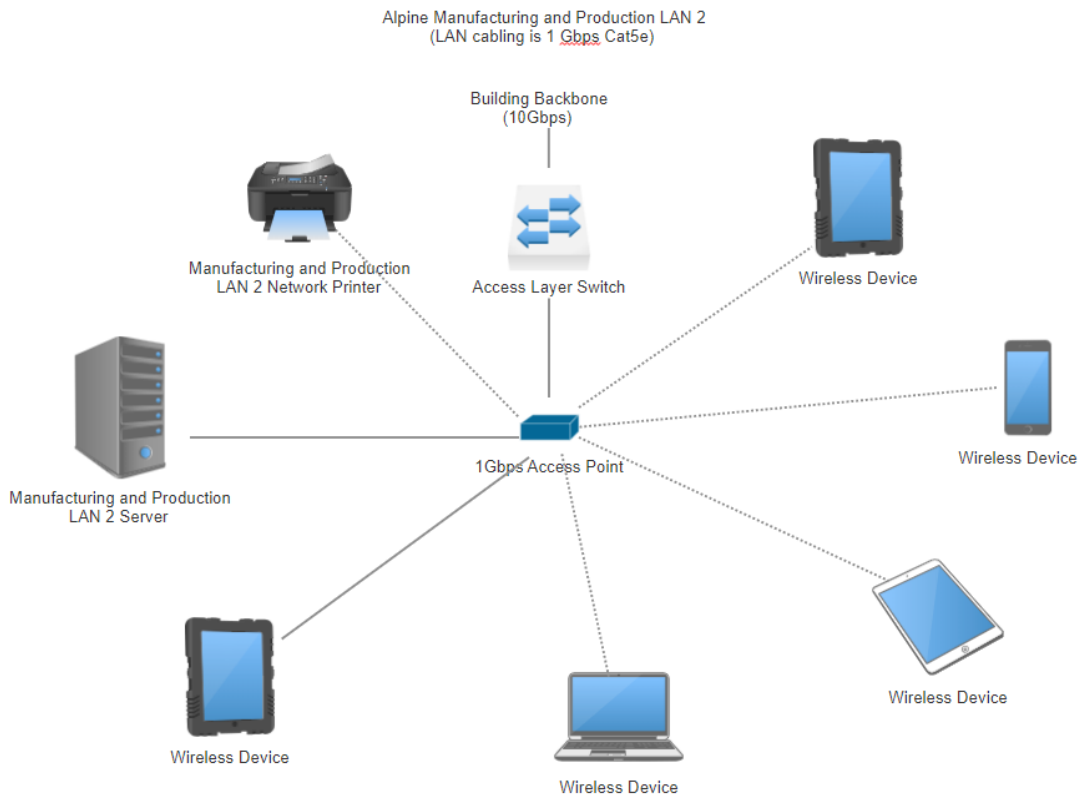 Alpine Manufacturing and Production LAN 2
(LAN cabling is 1 Gbps Cat5e)
Building Backbone
(10Gbps)
Manufacturing and Production
LAN 2 Network Printer
Access Layer Switch
Wireless Device
Wireless Device
1Gbps Access Point
Manufacturing and Production
LAN 2 Server
Wireless Device
Wireless Device
Wireless Device